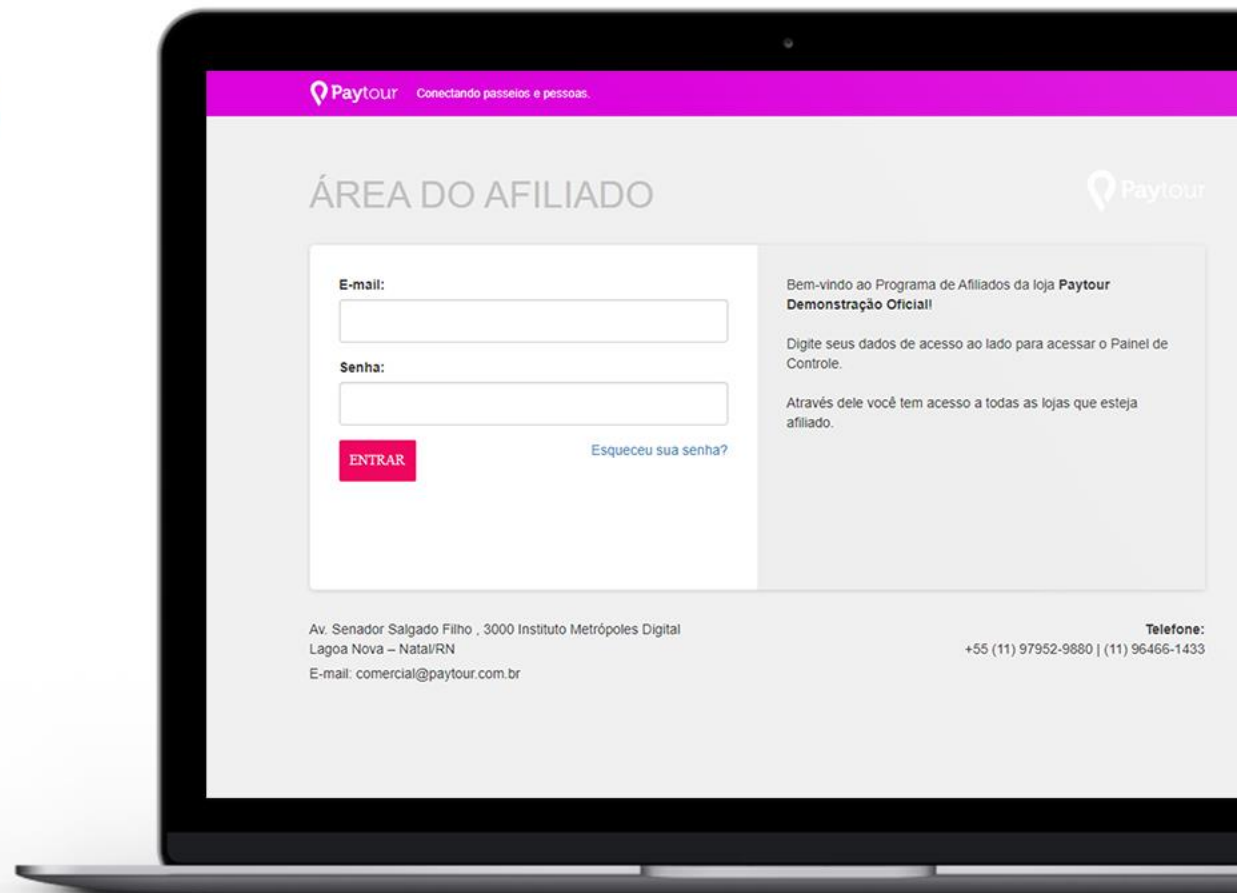 Paytour Conectando passeios e pessoas.
ÁREA DO AFILIADO
Paytour
E-mail:
Senha:
ENTRAR
Esqueceu sua senha?
Bem-vindo ao Programa de Afiliados da loja Paytour
Demonstração Oficial!
Digite seus dados de acesso ao lado para acessar o Painel de
Controle.
Através dele você tem acesso a todas as lojas que esteja
afiliado.
Av. Senador Salgado Filho , 3000 Instituto Metrópoles Digital
Lagoa Nova – Natal/RN
E-mail: comercial@paytour.com.br
Telefone:
+55 (11) 97952-9880 | (11) 96466-1433